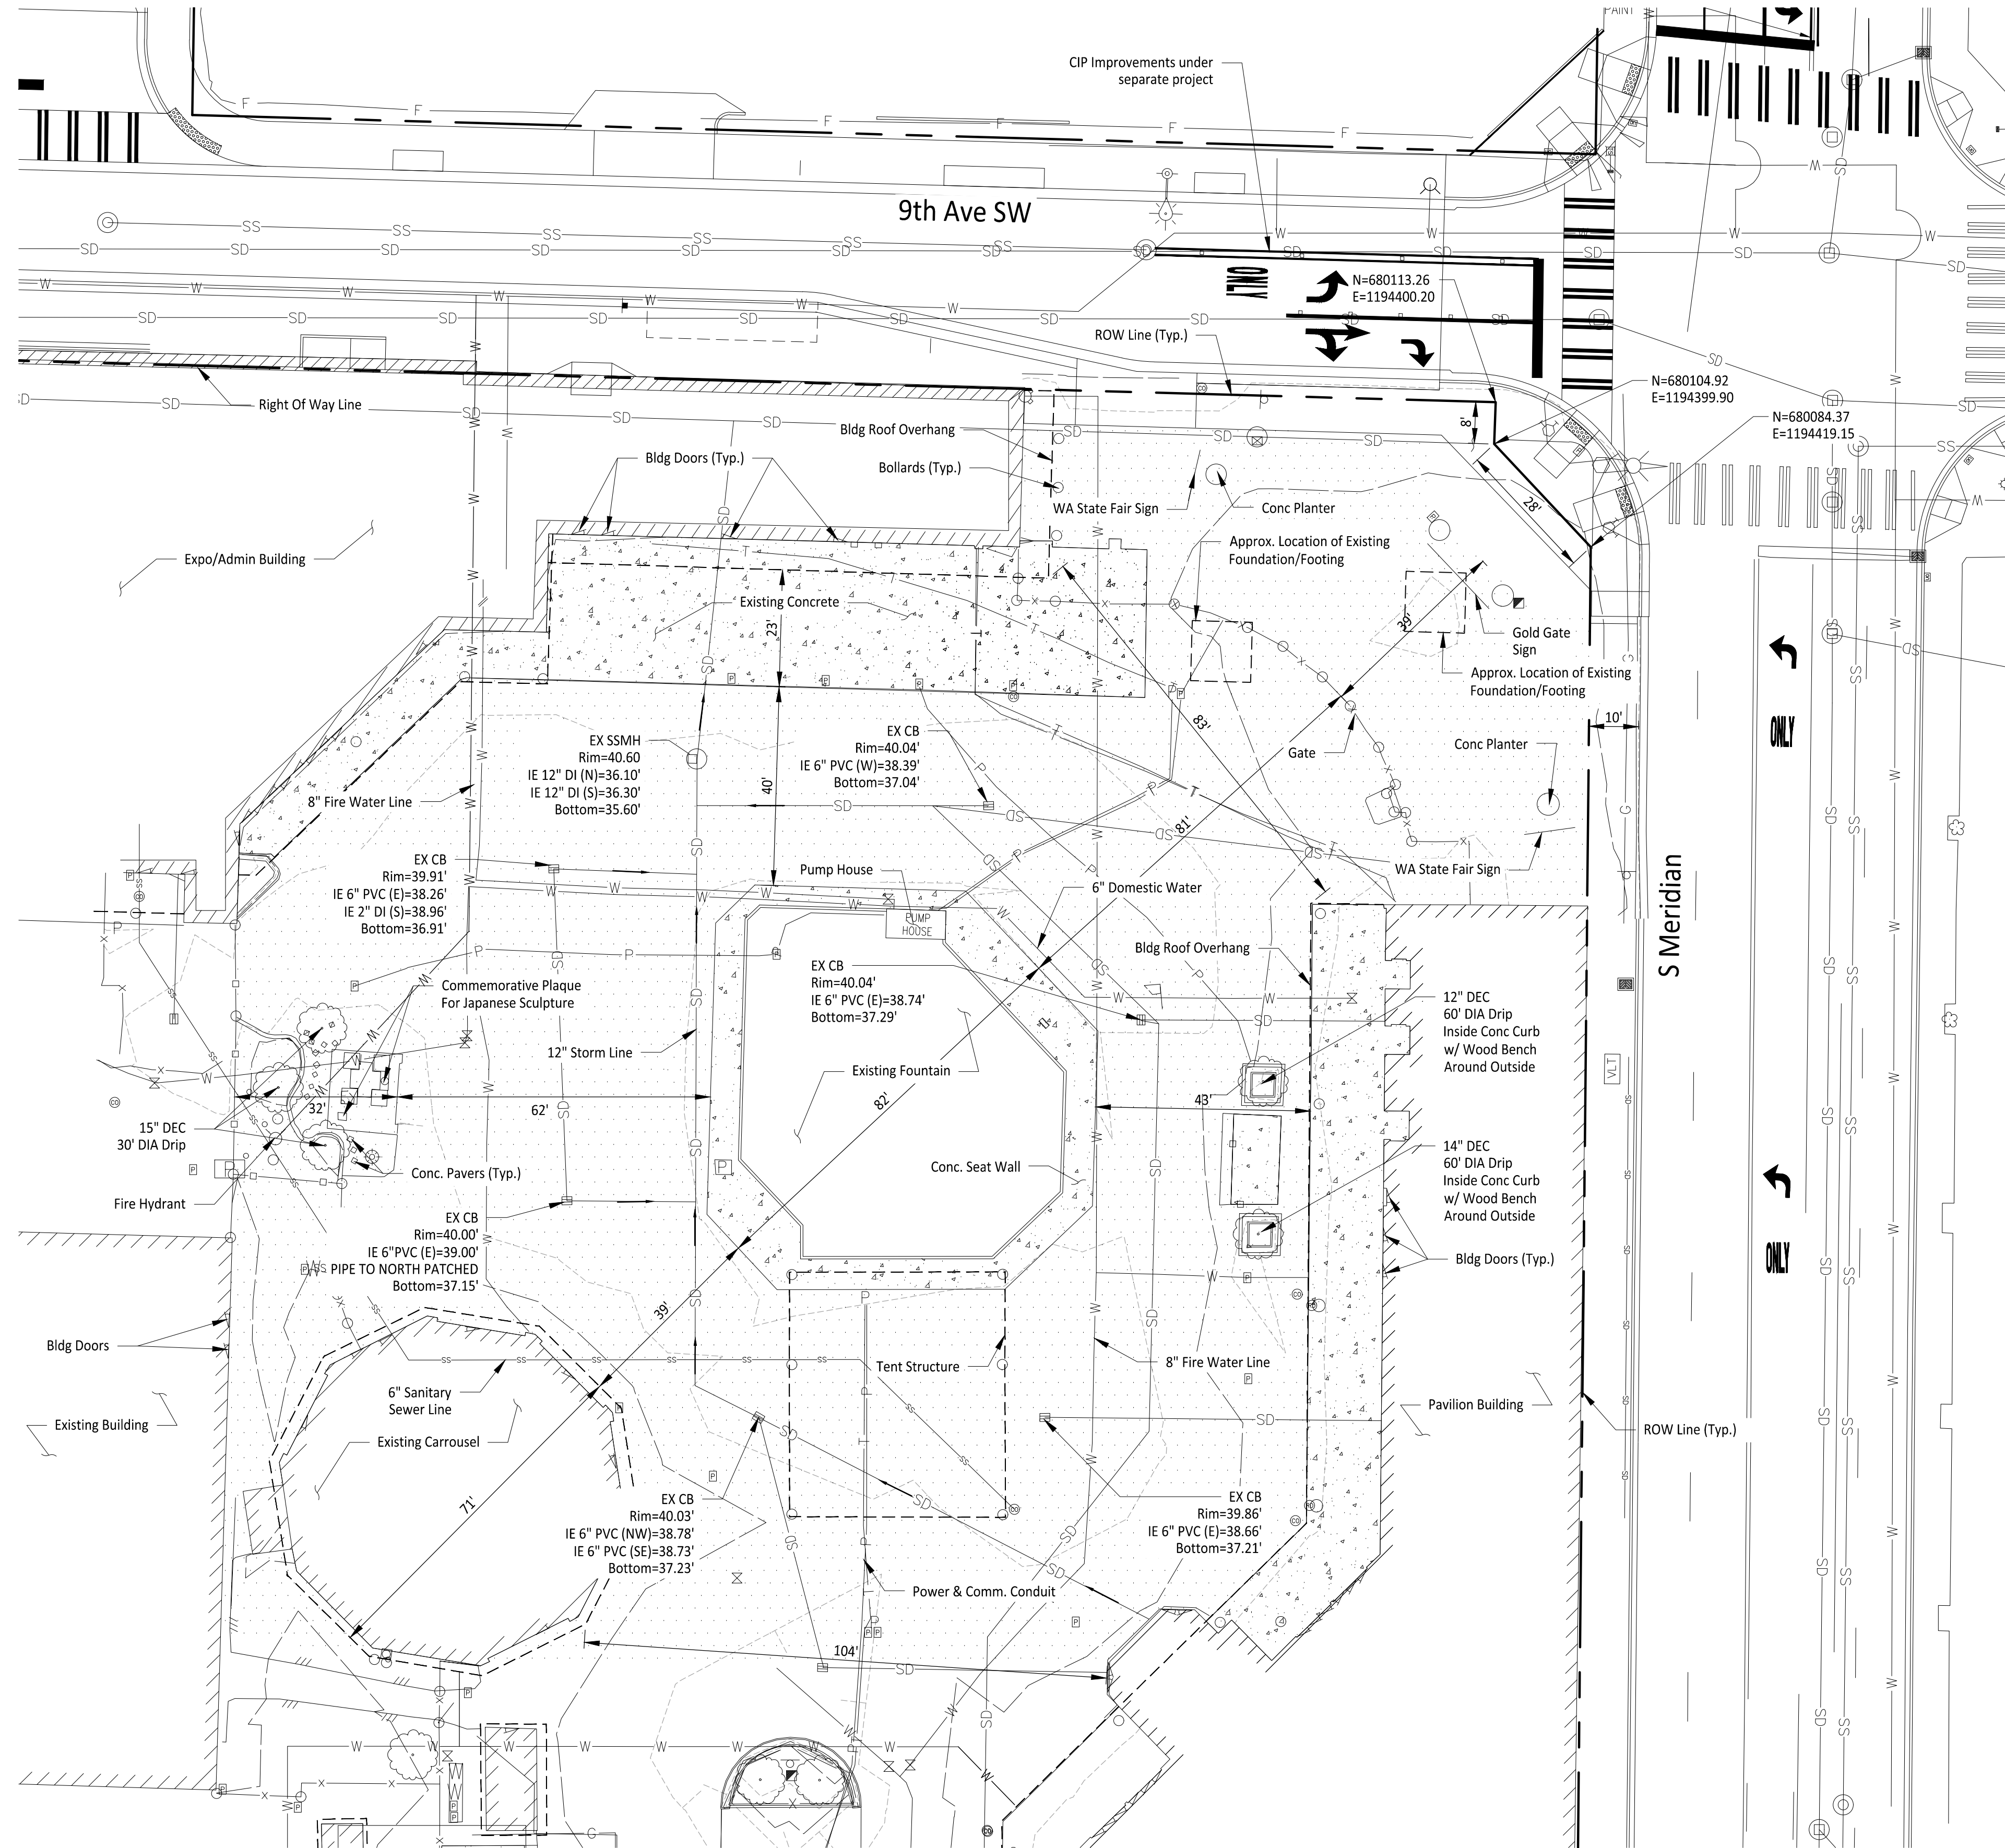 PAINT
CIP Improvements under
separate project
9th Ave SW
ONLY
N=680113.26
E=1194400.20
ROW Line (Typ.)
N=680104.92
E=1194399.90
Right Of Way Line
N=680084.37
E=1194419.15
8'
Bldg Roof Overhang
Bldg Doors (Typ.)
Bollards (Typ.)
28'
WA State Fair Sign
Conc Planter
Approx. Location of Existing
Foundation/Footing
Expo/Admin Building
Existing Concrete
23'
39'
Gold Gate
Sign
Approx. Location of Existing
Foundation/Footing
10'
83'
ONLY
EX SSMH
Rim=40.60
IE 12" DI (N)=36.10'
IE 12" DI (S)=36.30'
Bottom=35.60'
EX CB
Rim=40.04'
IE 6" PVC (W)=38.39'
Bottom=37.04'
Gate
Conc Planter
40'
8" Fire Water Line
81'
EX CB
Rim=39.91'
IE 6" PVC (E)=38.26'
IE 2" DI (S)=38.96'
Bottom=36.91'
Pump House
WA State Fair Sign
6" Domestic Water
PUMP
HOUSE
S Meridian
Bldg Roof Overhang
EX CB
Rim=40.04'
IE 6" PVC (E)=38.74'
Bottom=37.29'
Commemorative Plaque
For Japanese Sculpture
12" DEC
60' DIA Drip
Inside Conc Curb
w/ Wood Bench
Around Outside
12" Storm Line
Existing Fountain
VLT
82'
32'
62'
43'
15" DEC
30' DIA Drip
14" DEC
60' DIA Drip
Inside Conc Curb
w/ Wood Bench
Around Outside
Conc. Pavers (Typ.)
Conc. Seat Wall
Fire Hydrant
ONLY
EX CB
Rim=40.00'
IE 6"PVC (E)=39.00'
PIPE TO NORTH PATCHED
Bottom=37.15'
Bldg Doors (Typ.)
39'
Bldg Doors
Tent Structure
8" Fire Water Line
6" Sanitary
Sewer Line
Pavilion Building
Existing Building
Existing Carrousel
ROW Line (Typ.)
71'
EX CB
Rim=40.03'
IE 6" PVC (NW)=38.78'
IE 6" PVC (SE)=38.73'
Bottom=37.23'
EX CB
Rim=39.86'
IE 6" PVC (E)=38.66'
Bottom=37.21'
Power & Comm. Conduit
104'